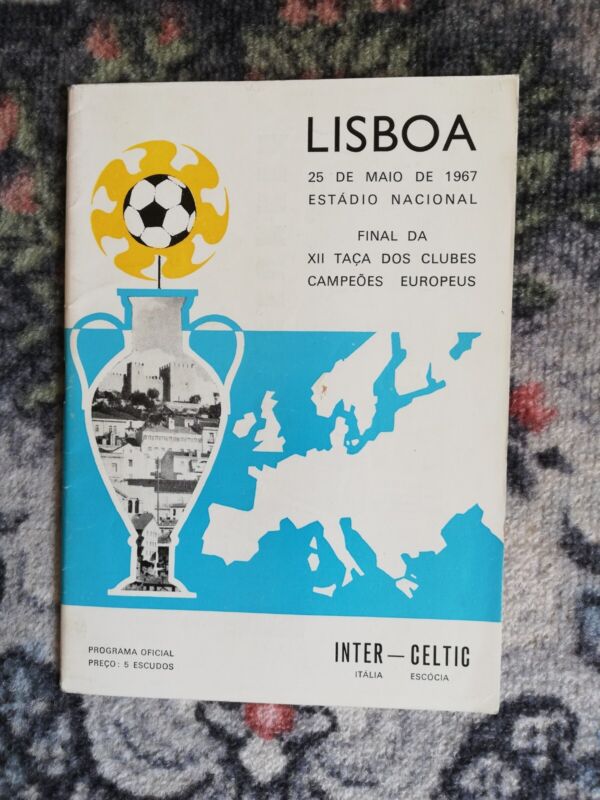 LISBOA
25 DE MAIO DE 1967
ESTÁDIO NACIONAL
FINAL DA
XII TAÇA DOS CLUBES
CAMPEÕES EUROPEUS
PROGRAMA OFICIAL
PREÇO: 5 ESCUDOS
INTER — CELTIC
ITÁLIA ESCÓCIA